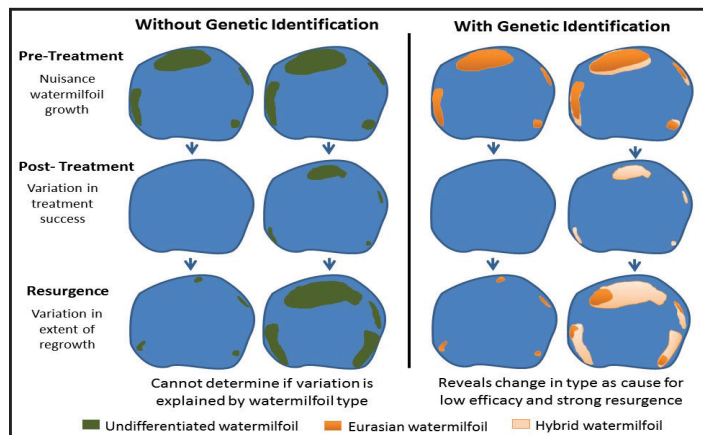 Without Genetic Identification
With Genetic Identification
Pre-Treatment
Nuisance
watermilfoil
growth
Post- Treatment
Variation in
treatment
success
Resurgence
Variation in
extent of
regrowth
Cannot determine if variation is
explained by watermilfoil type
Reveals change in type as cause for
low efficacy and strong resurgence
Undifferentiated watermilfoil
Eurasian watermilfoil
Hybrid watermilfoil